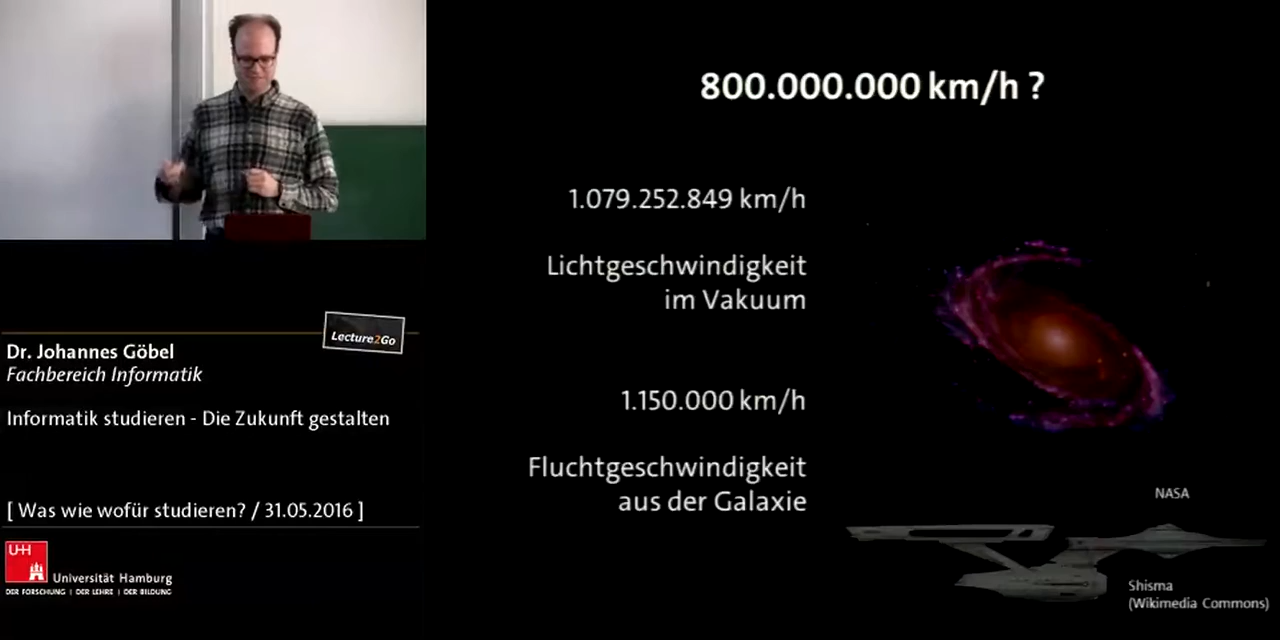 800.000.000 km/h ?
1.079.252.849 km/h
Lichtgeschwindigkeit
im Vakuum
1.150.000 km/h
Fluchtgeschwindigkeit
aus der Galaxie
NASA
Shisma
(Wikimedia Commons)
Lecture2Go
Dr. Johannes Göbel
Fachbereich Informatik
Informatik studieren - Die Zukunft gestalten
[ Was wie wofür studieren? / 31.05.2016 ]
UH
Universität Hamburg
DER FORSCHUNG | DER LEHRE | DER BILDUNG